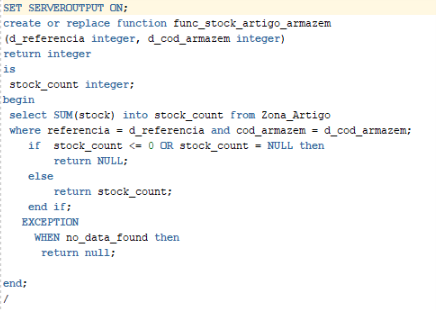 SET SERVEROUTPUT ON;
create or replace function func_stock_artigo_armazem
(d_referencia integer, d_cod_armazem integer)
return integer
is
stock_count integer;
begin
select SUM(stock) into stock_count from Zona_Artigo
where referencia = d_referencia and cod_armazem = d_cod_armazem;
if stock_count <= 0 OR stock_count = NULL then
return NULL;
else
return stock_count;
end if;
EXCEPTION
WHEN no_data_found then
return null;
end;
/